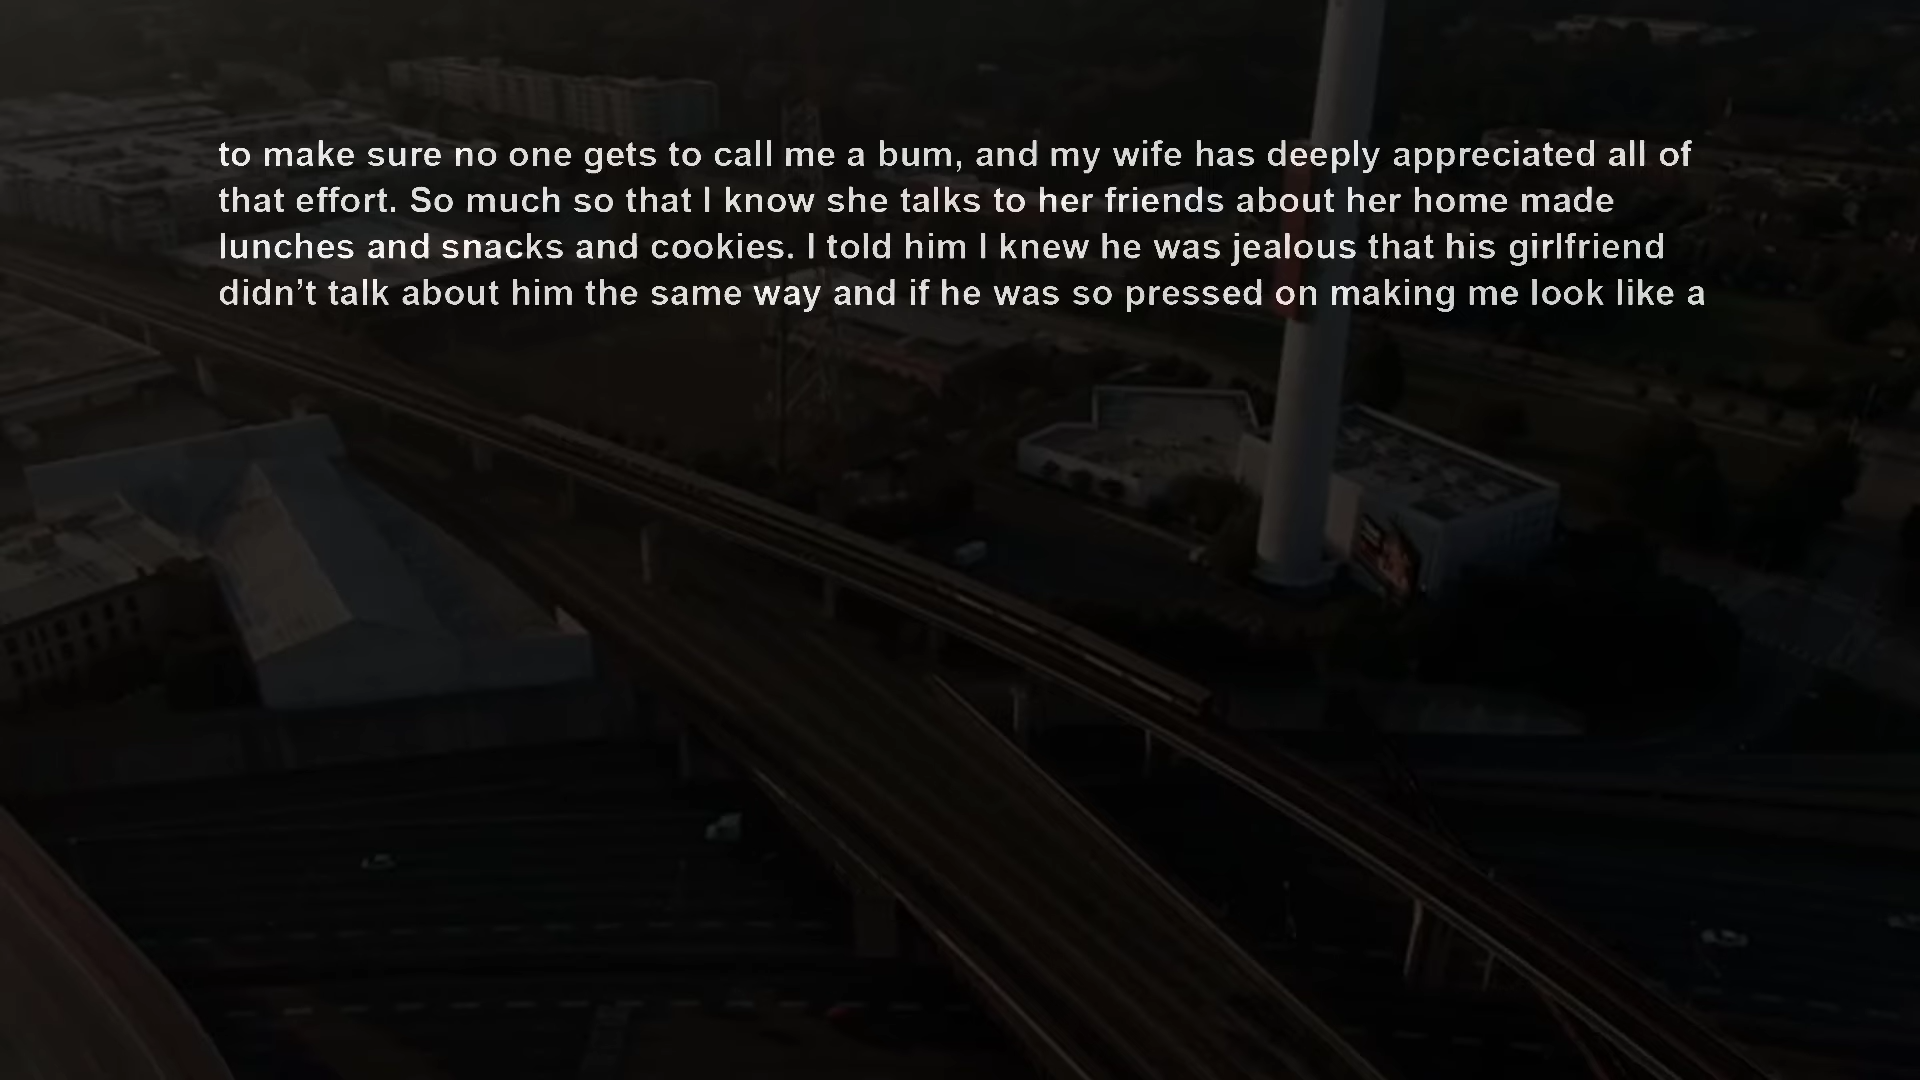 to make sure no one gets to call me a bum, and my wife has deeply appreciated all of
that effort. So much so that I know she talks to her friends about her home made
lunches and snacks and cookies. I told him I knew he was jealous that his girlfriend
didn’t talk about him the same way and if he was so pressed on making me look like a